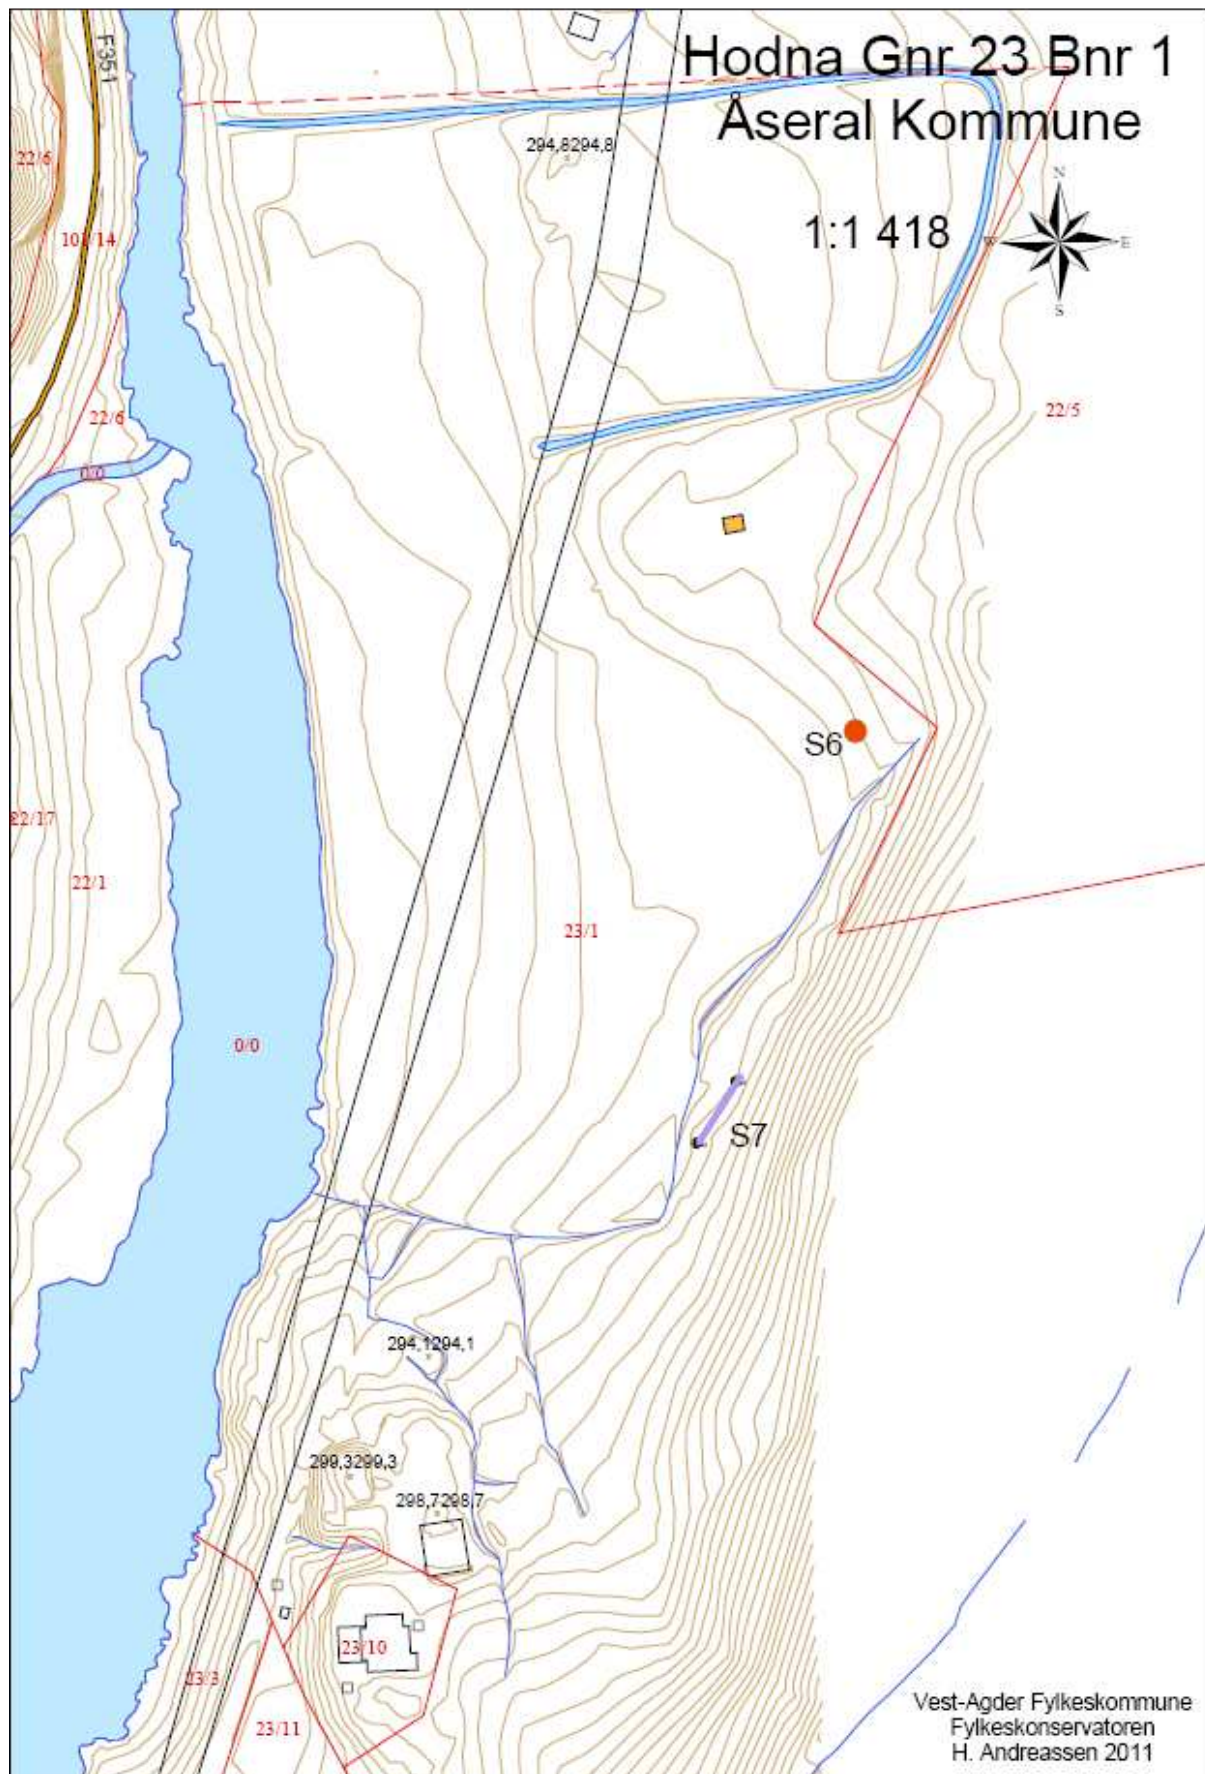 F351
Hodna Gnr 23 Bnr 1
Åseral Kommune
294,8294,8
22/6
N
1:1 418
W
E
S
22/6
22/5
0/0
S6
22/17
22/1
23/1
0/0
S7
294,1294,1
299,3299,3
298,7298,7
23/10
23/3
23/11
Vest-Agder Fylkeskommune
Fylkeskonservatoren
H. Andreassen 2011